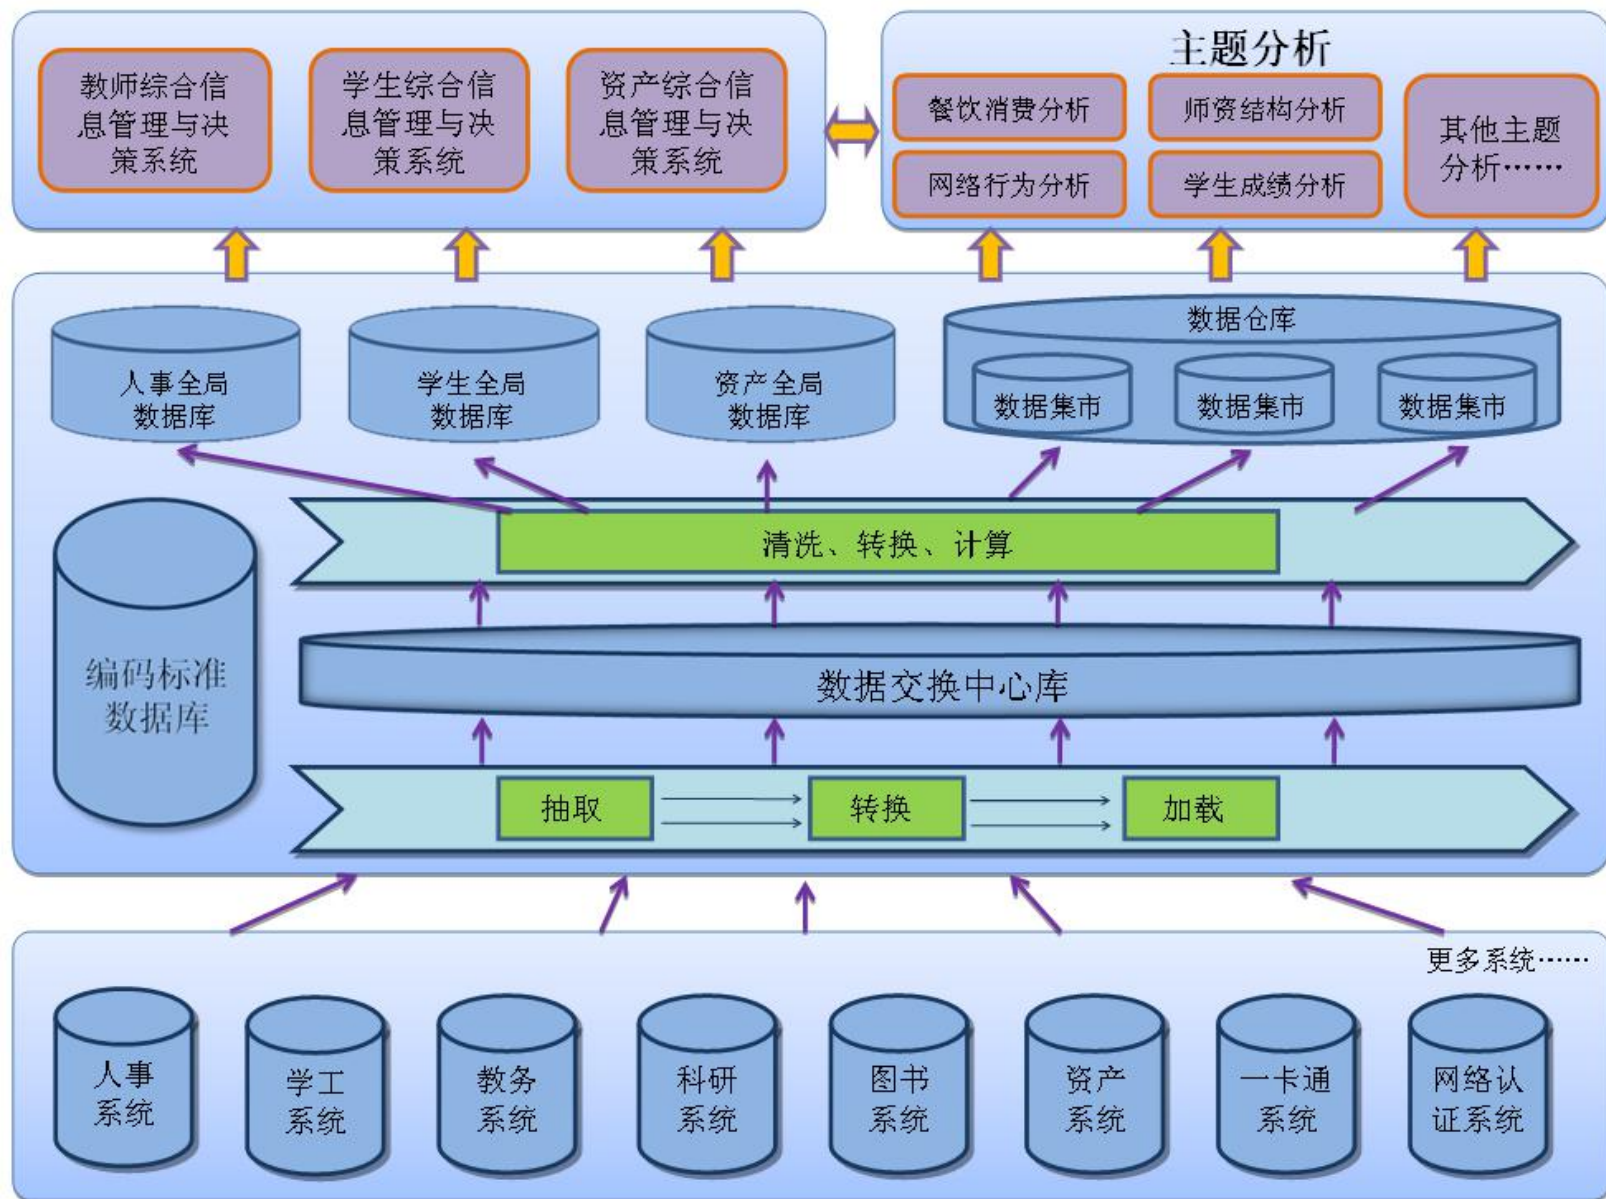 教师综合信
息管理与决
策系统
学生综合信
息管理与决
策系统
资产综合信
息管理与决
策系统
主题分析
餐饮消费分析
师资结构分析
网络行为分析
学生成绩分析
其他主题
分析……
人事全局
数据库
学生全局
数据库
资产全局
数据库
数据仓库
数据集市
数据集市
数据集市
清洗、转换、计算
编码标准
数据库
数据交换中心库
抽取
转换
加载
更多系统……
人事
系统
学工
系统
教务
系统
科研
系统
图书
系统
资产
系统
一卡通
系统
网络认
证系统